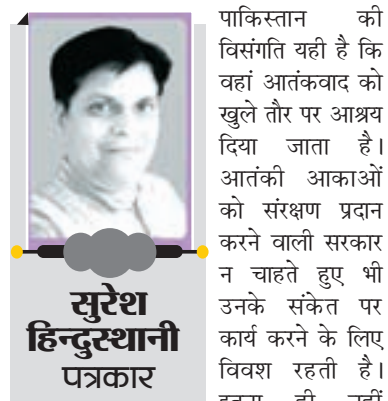 सुरेश
हिन्दुस्थानी
पत्रकार
पाकिस्तान की
विसंगति यही है कि
वहां आतंकवाद को
खुले तौर पर आश्रय
दिया जाता है।
आतंकी आकाओं
को संरक्षण प्रदान
करने वाली सरकार
न चाहते हुए भी
उनके संकेत पर
कार्य करने के लिए
विवश रहती है।